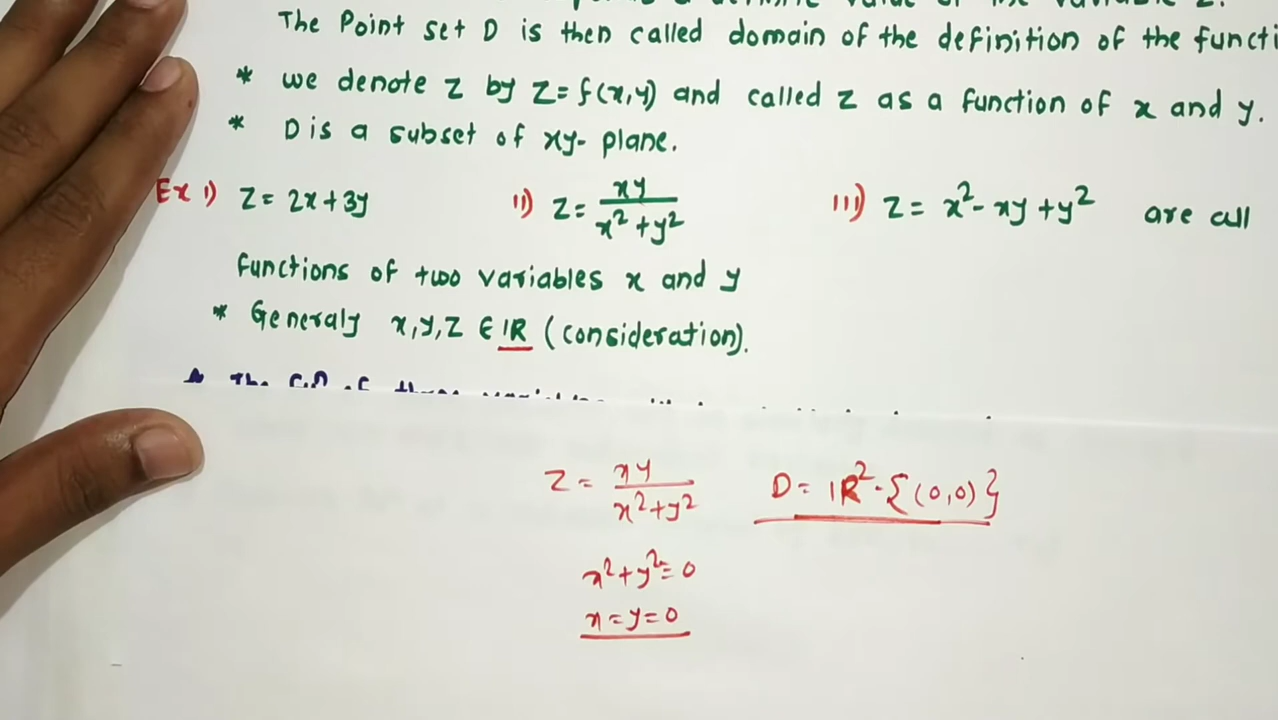 The Point set D is then called domain of the definition of the functi
* we denote z by z = f(x,y) and called z as a function of x and y.
* D is a subset of xy-plane.
Ex i) z = 2x+3y ii) z = xy/x²+y² iii) z = x²-xy+y² are all
functions of two variables x and y
* Generaly x,y,z ∈ ℝ (consideration).
z = xy/x²+y² D = ℝ²-{(0,0)}
x²+y²=0
x=y=0